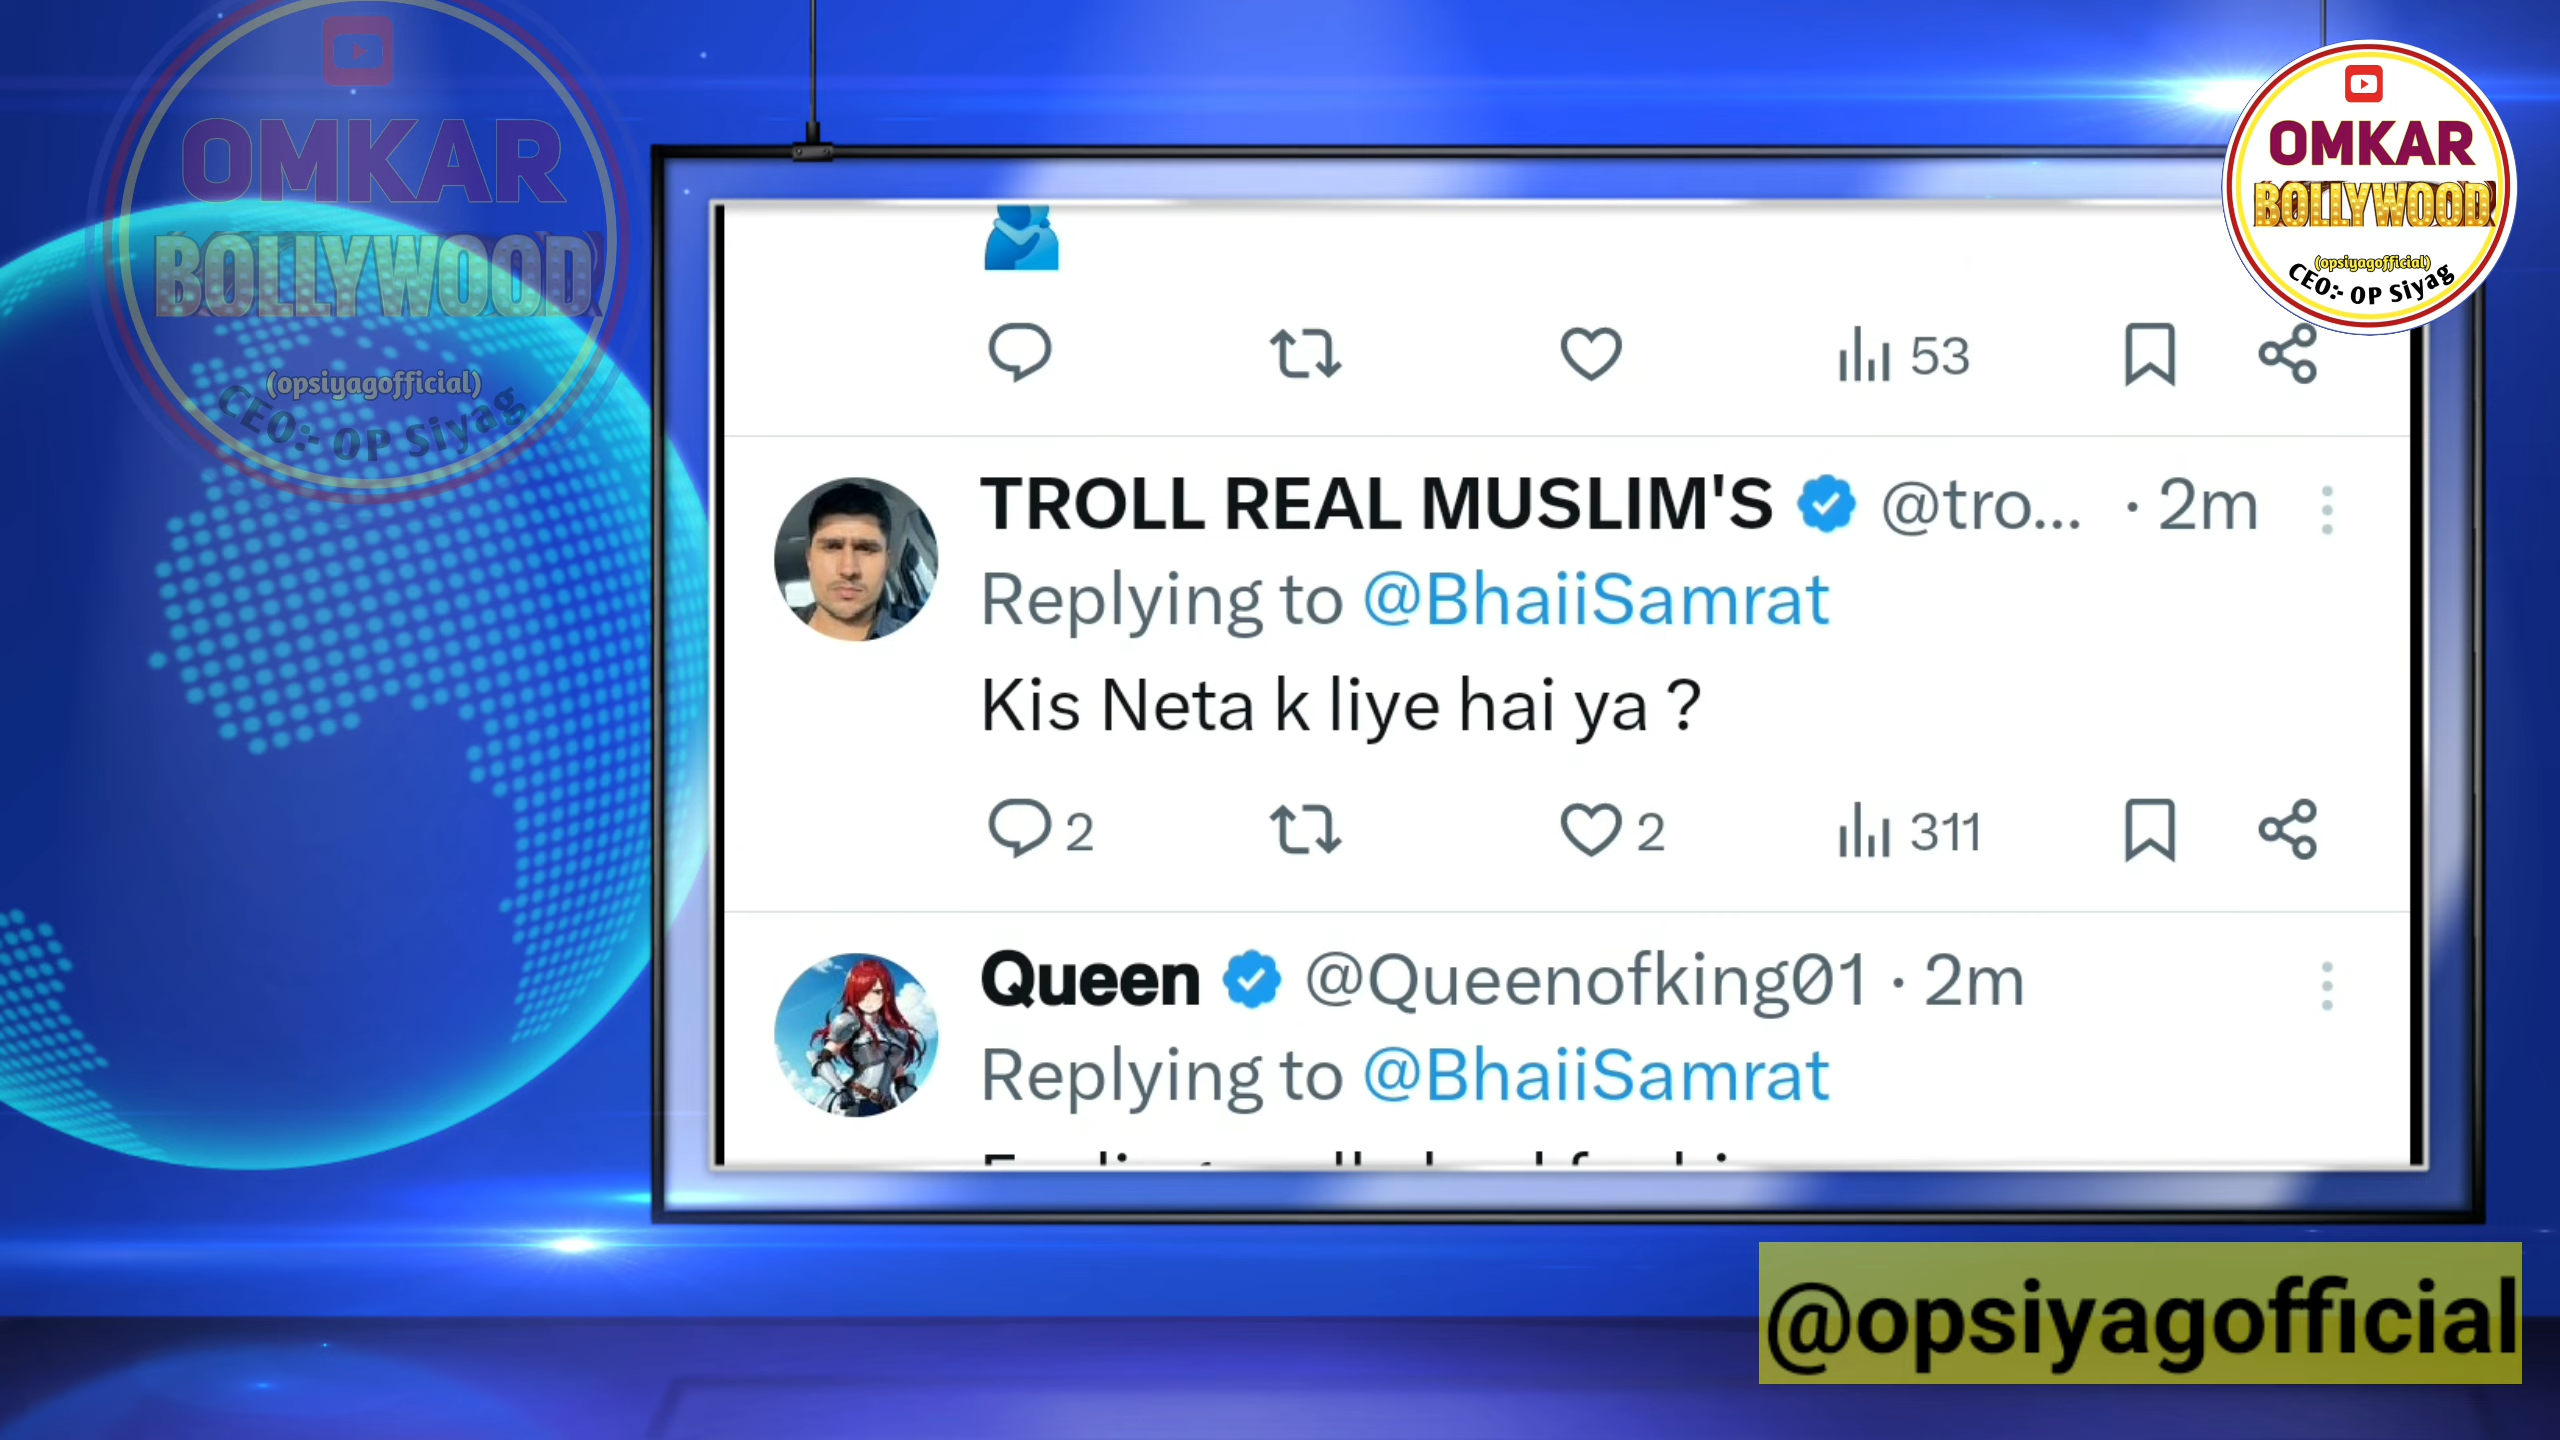 OMKAR
BOLLYWOOD
(opsiyagofficial)
CEO:- OP Siyag
OMKAR
BOLLYWOOD
(opsiyagofficial)
CEO:- OP Siyag
53
TROLL REAL MUSLIM'S @tro... · 2m
Replying to @BhaiiSamrat
Kis Neta k liye hai ya ?
2 2 311
Queen @Queenofking01 · 2m
Replying to @BhaiiSamrat
@opsiyagofficial